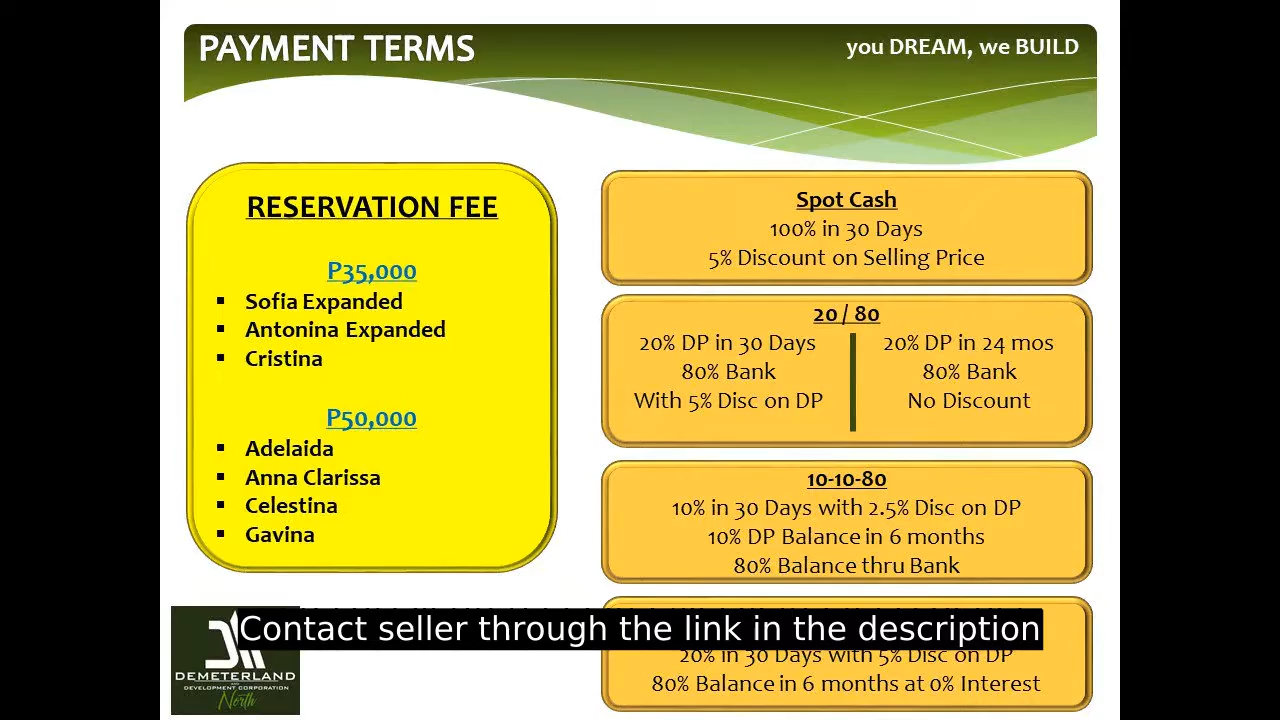 PAYMENT TERMS
you DREAM, we BUILD
RESERVATION FEE
P35,000
▪ Sofia Expanded
▪ Antonina Expanded
▪ Cristina
P50,000
▪ Adelaida
▪ Anna Clarissa
▪ Celestina
▪ Gavina
Spot Cash
100% in 30 Days
5% Discount on Selling Price
20 / 80
20% DP in 30 Days
80% Bank
With 5% Disc on DP
20% DP in 24 mos
80% Bank
No Discount
10-10-80
10% in 30 Days with 2.5% Disc on DP
10% DP Balance in 6 months
80% Balance thru Bank
Contact seller through the link in the description
20% in 30 Days with 5% Disc on DP
80% Balance in 6 months at 0% Interest
DEMETERLAND
DEVELOPMENT CORPORATION
North